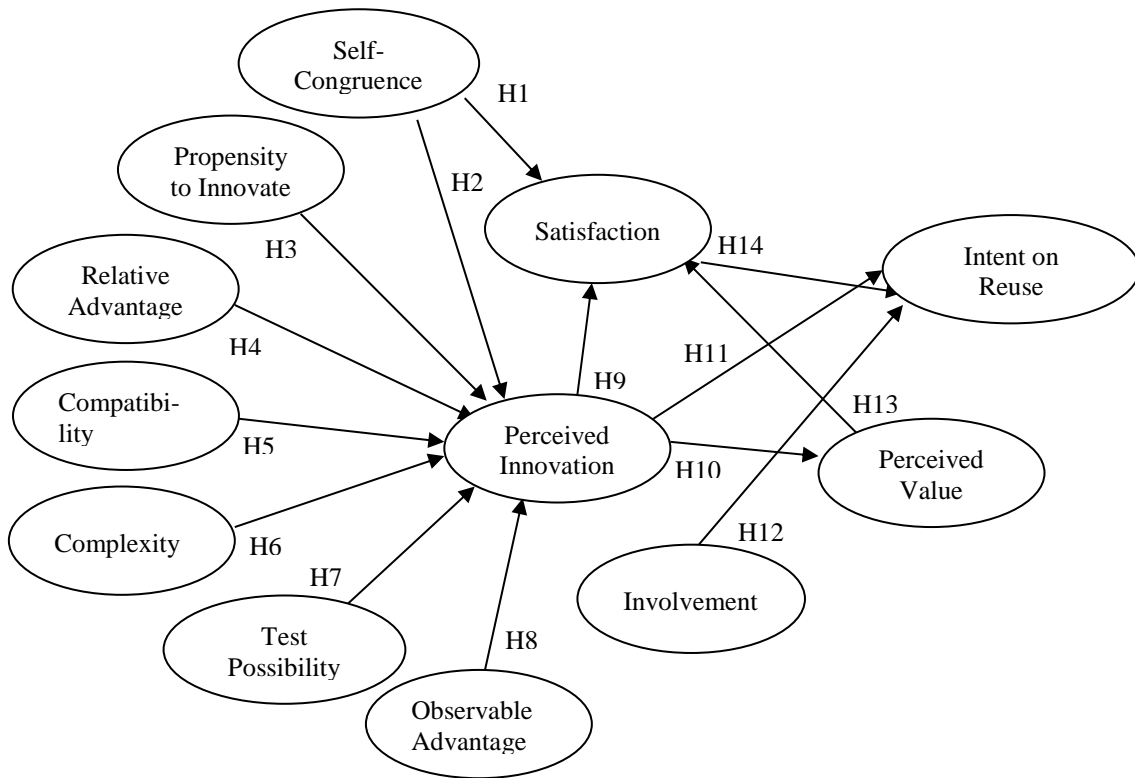 Self-
Congruence
H1
Propensity
to Innovate
H2
Satisfaction
H3
H14
Intent on
Reuse
Relative
Advantage
H4
H11
Compatibi-
lity
H5
H9
H13
Perceived
Innovation
H10
Perceived
Value
Complexity
H6
H12
H7
Involvement
Test
Possibility
H8
Observable
Advantage